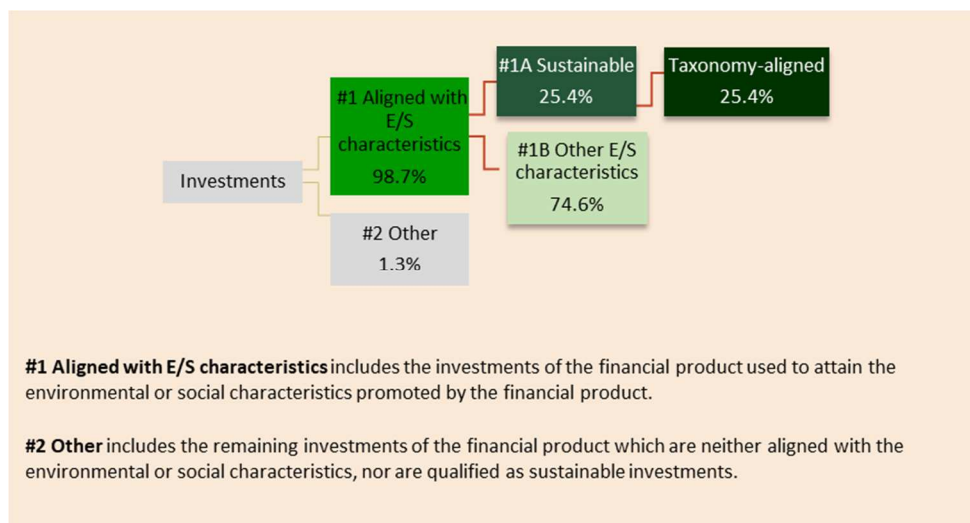 #1A Sustainable
25.4%
Taxonomy-aligned
25.4%
#1 Aligned with
E/S
characteristics
98.7%
#1B Other E/S
characteristics
74.6%
Investments
#2 Other
1.3%
#1 Aligned with E/S characteristics includes the investments of the financial product used to attain the
environmental or social characteristics promoted by the financial product.
#2 Other includes the remaining investments of the financial product which are neither aligned with the
environmental or social characteristics, nor are qualified as sustainable investments.